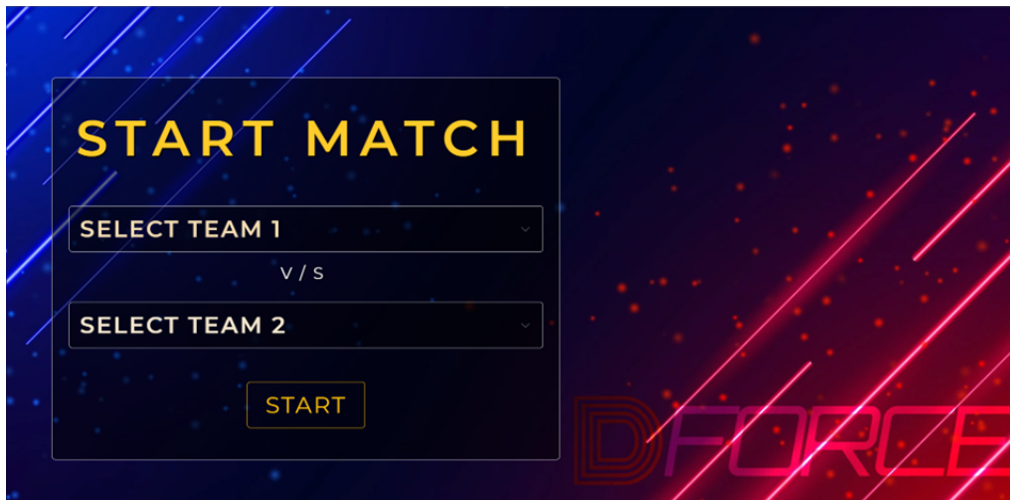 START MATCH
SELECT TEAM 1
V / S
SELECT TEAM 2
START
DFORCE